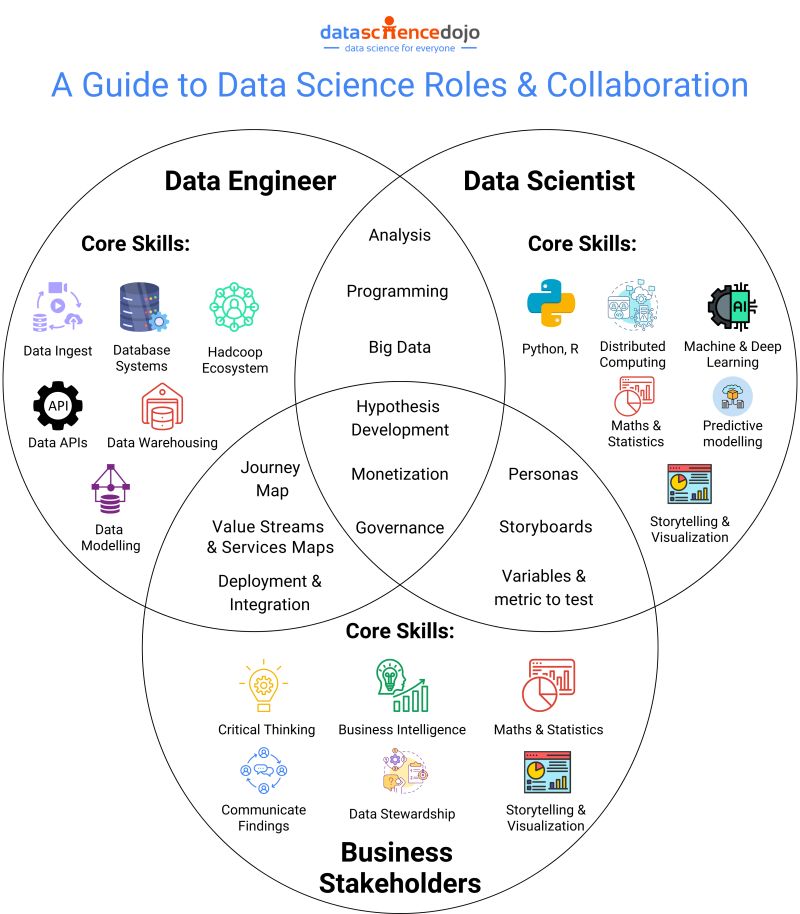 datasciencedojo
data science for everyone
A Guide to Data Science Roles & Collaboration
Data Engineer
Core Skills:
Data Ingest
Database
Systems
Hadcoop
Ecosystem
API
Data APIs
Data Warehousing
Data
Modelling
Analysis
Programming
Big Data
Data Scientist
Core Skills:
Python, R
Distributed
Computing
AI
Machine & Deep
Learning
Maths &
Statistics
Predictive
modelling
Storytelling &
Visualization
Hypothesis
Development
Monetization
Governance
Journey
Map
Value Streams
& Services Maps
Deployment &
Integration
Personas
Storyboards
Variables &
metric to test
Core Skills:
Critical Thinking
Business Intelligence
Maths & Statistics
Communicate
Findings
Data Stewardship
Storytelling &
Visualization
Business
Stakeholders